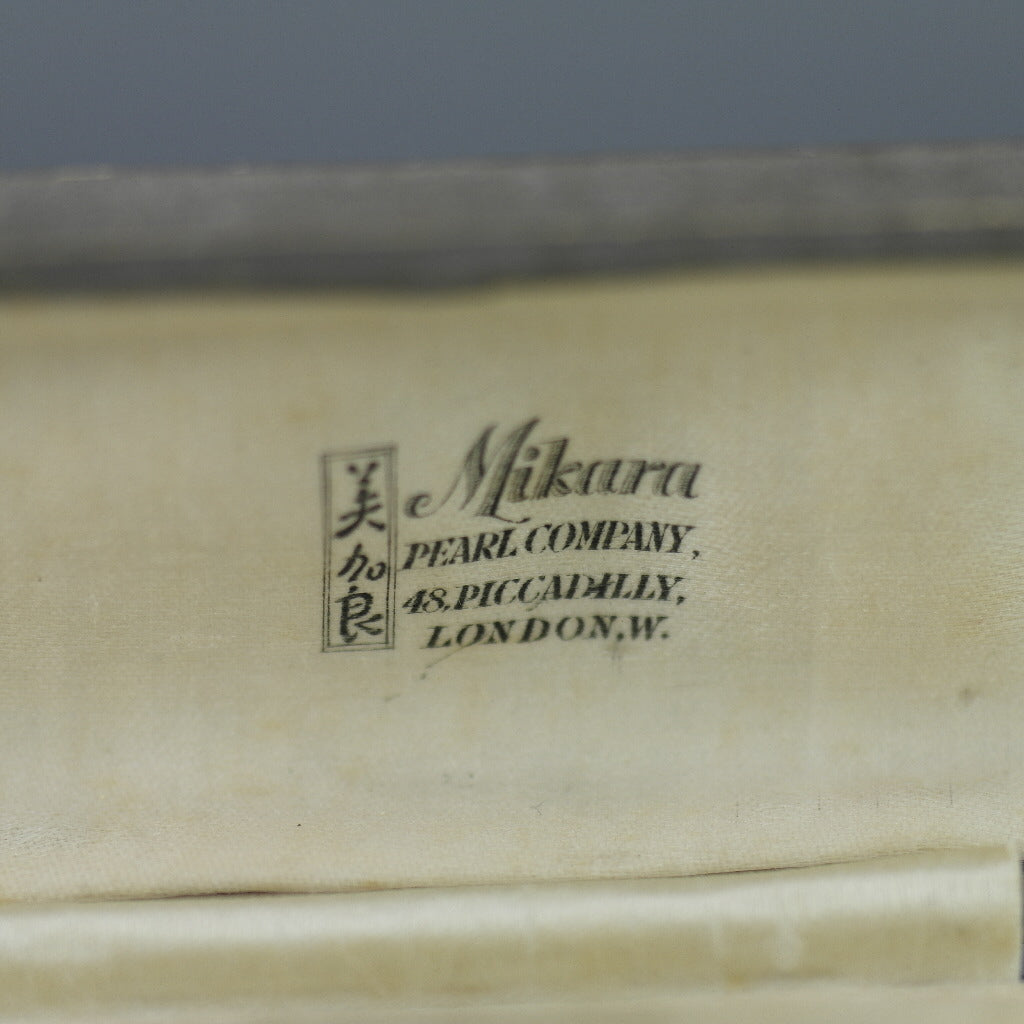 美加良
Mikara
PEARL COMPANY,
48, PICCADILLY,
LONDON, W.